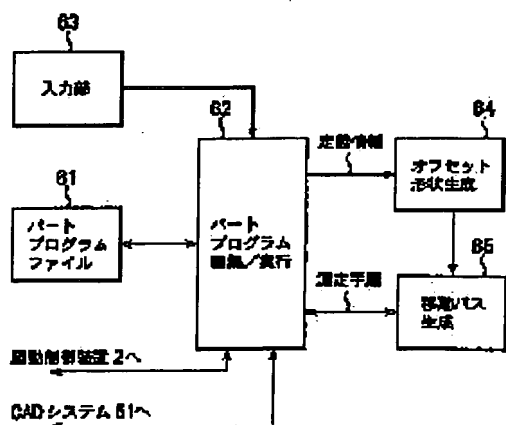 63
入力部
62
64
定義情報
オフセット
形状生成
61
パート
プログラム
ファイル
パート
プログラム
編集/実行
65
測定手順
移動パス
生成
駆動制御装置2へ
CADシステム51へ